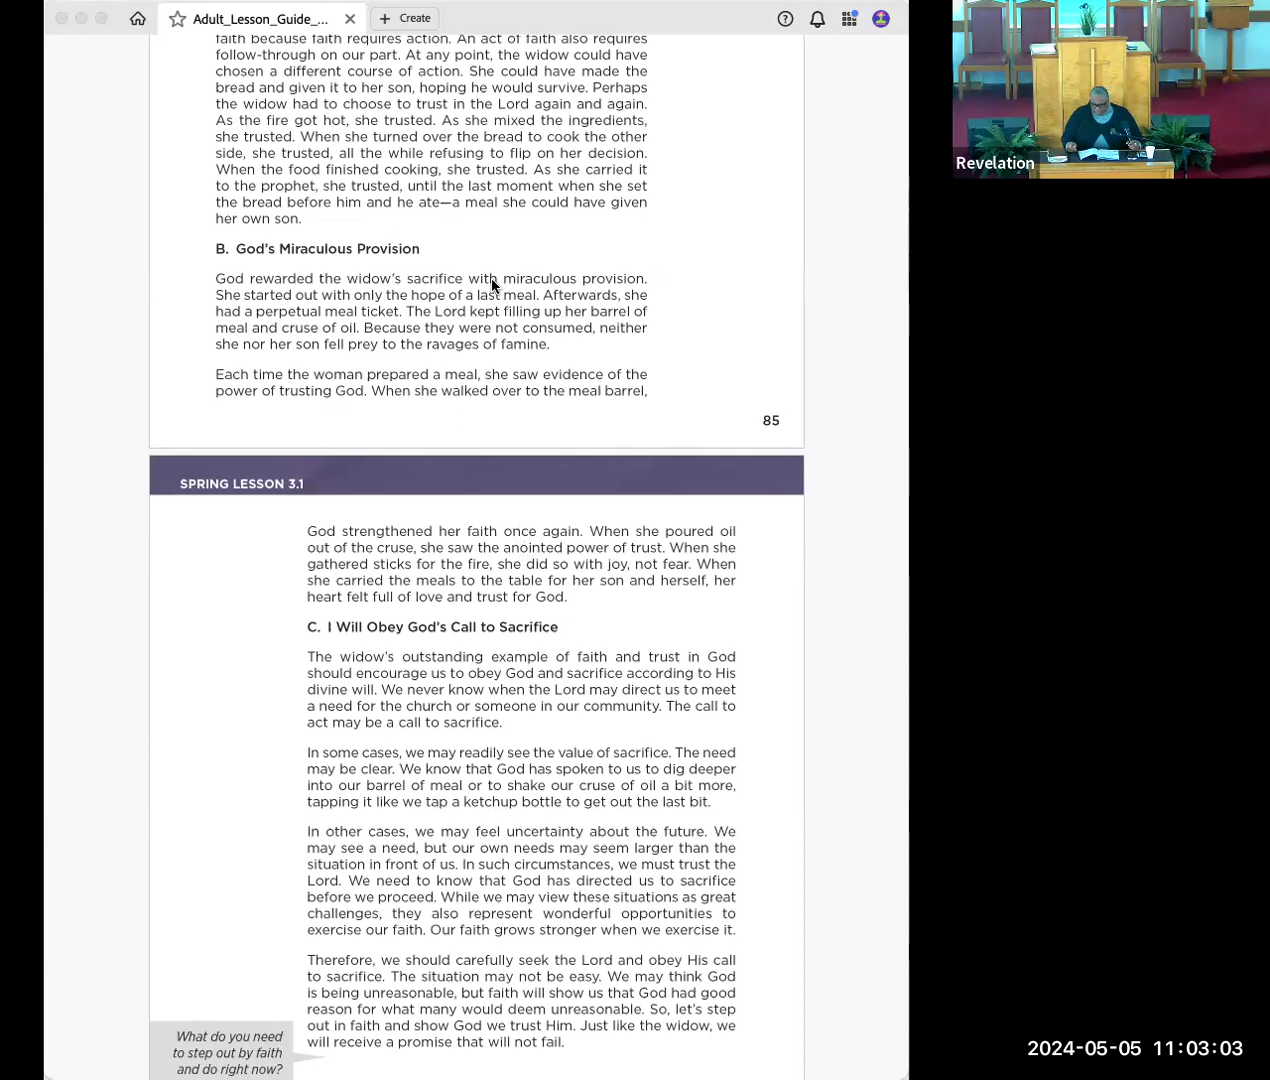 Adult_Lesson_Guide_...
Create
faith because faith requires action. An act of faith also requires
follow-through on our part. At any point, the widow could have
chosen a different course of action. She could have made the
bread and given it to her son, hoping he would survive. Perhaps
the widow had to choose to trust in the Lord again and again.
As the fire got hot, she trusted. As she mixed the ingredients,
she trusted. When she turned over the bread to cook the other
side, she trusted, all the while refusing to flip on her decision.
When the food finished cooking, she trusted. As she carried it
to the prophet, she trusted, until the last moment when she set
the bread before him and he ate—a meal she could have given
her own son.
B. God's Miraculous Provision
God rewarded the widow's sacrifice with miraculous provision.
She started out with only the hope of a last meal. Afterwards, she
had a perpetual meal ticket. The Lord kept filling up her barrel of
meal and cruse of oil. Because they were not consumed, neither
she nor her son fell prey to the ravages of famine.
Each time the woman prepared a meal, she saw evidence of the
power of trusting God. When she walked over to the meal barrel,
85
SPRING LESSON 3.1
God strengthened her faith once again. When she poured oil
out of the cruse, she saw the anointed power of trust. When she
gathered sticks for the fire, she did so with joy, not fear. When
she carried the meals to the table for her son and herself, her
heart felt full of love and trust for God.
C. I Will Obey God's Call to Sacrifice
The widow's outstanding example of faith and trust in God
should encourage us to obey God and sacrifice according to His
divine will. We never know when the Lord may direct us to meet
a need for the church or someone in our community. The call to
act may be a call to sacrifice.
In some cases, we may readily see the value of sacrifice. The need
may be clear. We know that God has spoken to us to dig deeper
into our barrel of meal or to shake our cruse of oil a bit more,
tapping it like we tap a ketchup bottle to get out the last bit.
In other cases, we may feel uncertainty about the future. We
may see a need, but our own needs may seem larger than the
situation in front of us. In such circumstances, we must trust the
Lord. We need to know that God has directed us to sacrifice
before we proceed. While we may view these situations as great
challenges, they also represent wonderful opportunities to
exercise our faith. Our faith grows stronger when we exercise it.
Therefore, we should carefully seek the Lord and obey His call
to sacrifice. The situation may not be easy. We may think God
is being unreasonable, but faith will show us that God had good
reason for what many would deem unreasonable. So, let's step
out in faith and show God we trust Him. Just like the widow, we
will receive a promise that will not fail.
What do you need
to step out by faith
and do right now?
Revelation
2024-05-05 11:03:03